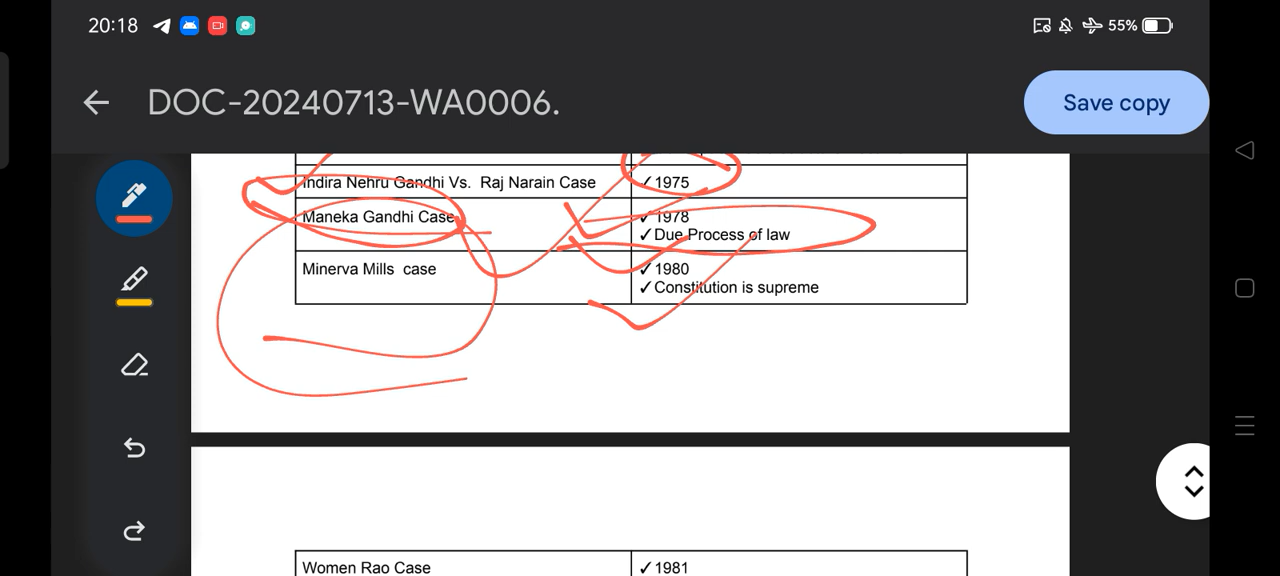 20:18
55%
DOC-20240713-WA0006.
Save copy
Indira Nehru Gandhi Vs. Raj Narain Case
✓1975
Maneka Gandhi Case
✓1978
✓Due Process of law
Minerva Mills case
✓1980
✓Constitution is supreme
Women Rao Case
✓1981